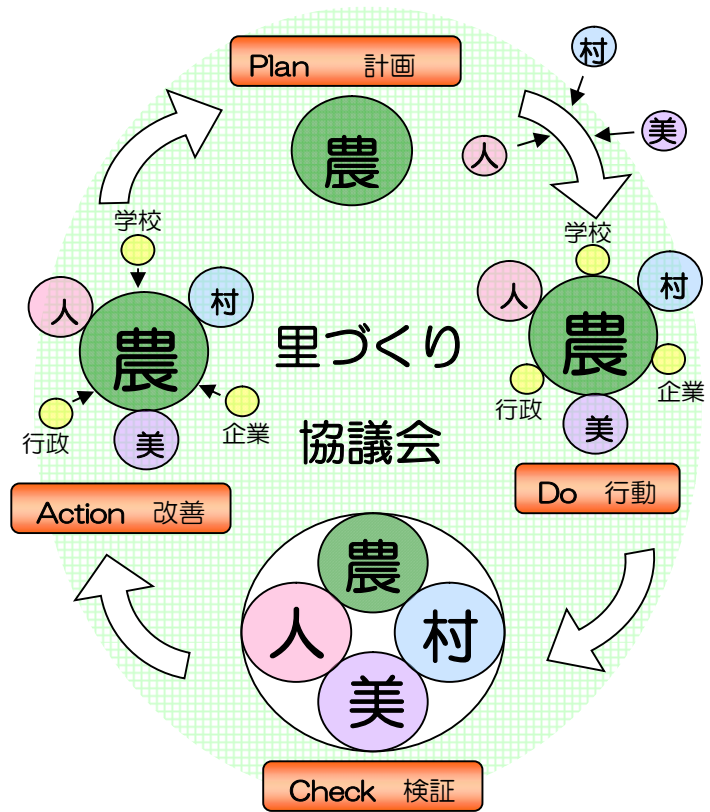 Plan 計画
農
村
美
人
学校
人
村
農
行政
企業
美
Do 行動
学校
人
村
農
行政
企業
美
Action 改善
里づくり
協議会
農
人
村
美
Check 検証